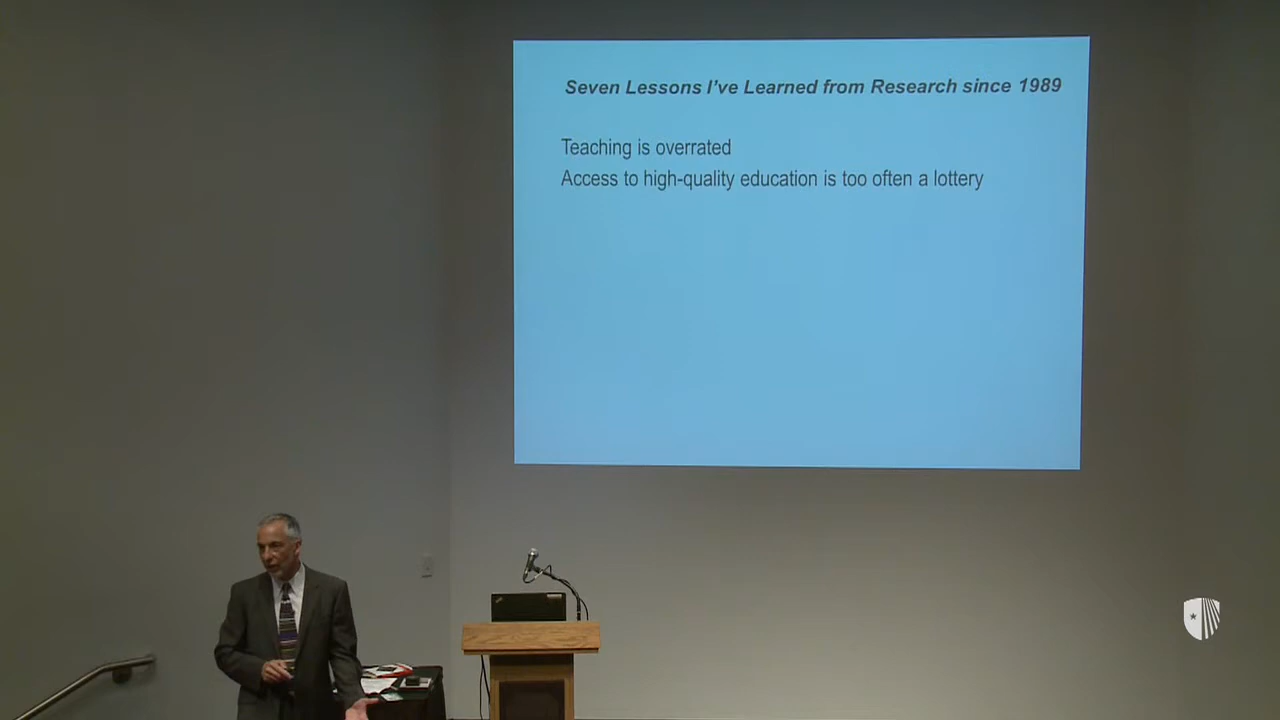 Seven Lessons I've Learned from Research since 1989
Teaching is overrated
Access to high-quality education is too often a lottery